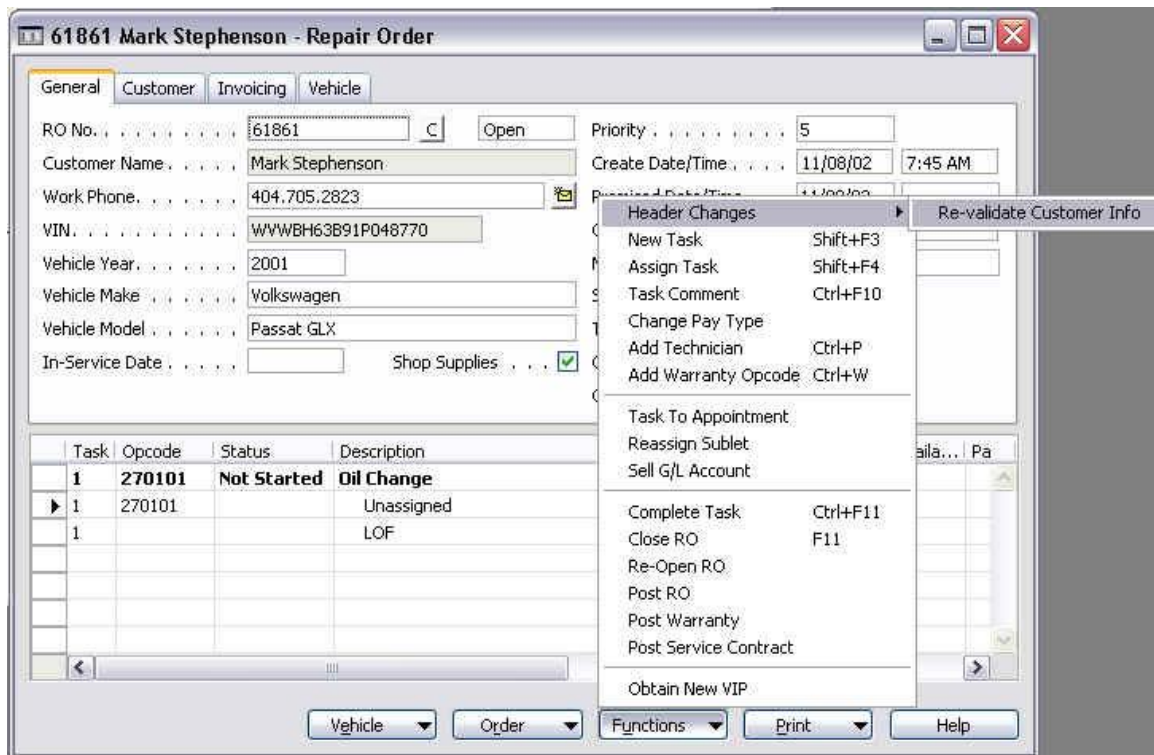 61861 Mark Stephenson - Repair Order
General Customer Invoicing Vehicle
RO No. 61861 C Open Priority 5
Customer Name Mark Stephenson Create Date/Time 11/08/02 7:45 AM
Work Phone 404.705.2823
VIN WVWBH63B91P048770
Vehicle Year 2001
Vehicle Make Volkswagen
Vehicle Model Passat GLX
In-Service Date Shop Supplies
Header Changes Re-validate Customer Info
New Task Shift+F3
Assign Task Shift+F4
Task Comment Ctrl+F10
Change Pay Type
Add Technician Ctrl+P
Add Warranty Opcode Ctrl+W
Task To Appointment
Reassign Sublet
Sell G/L Account
Complete Task Ctrl+F11
Close RO F11
Re-Open RO
Post RO
Post Warranty
Post Service Contract
Obtain New VIP
Task Opcode Status Description aila... Pa
1 270101 Not Started Oil Change
1 270101 Unassigned
1 LOF
Vehicle Order Functions Print Help